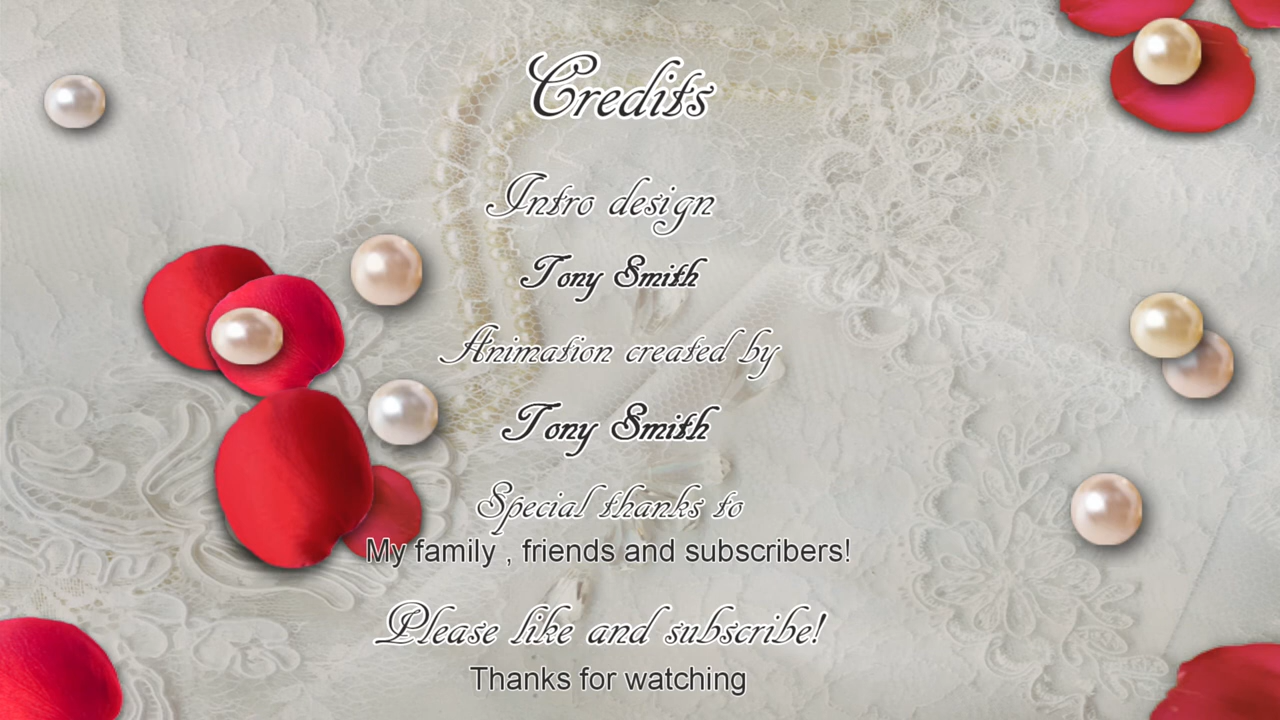 Credits
Intro design
Tony Smith
Animation created by
Tony Smith
Special thanks to
My family , friends and subscribers!
Please like and subscribe!
Thanks for watching